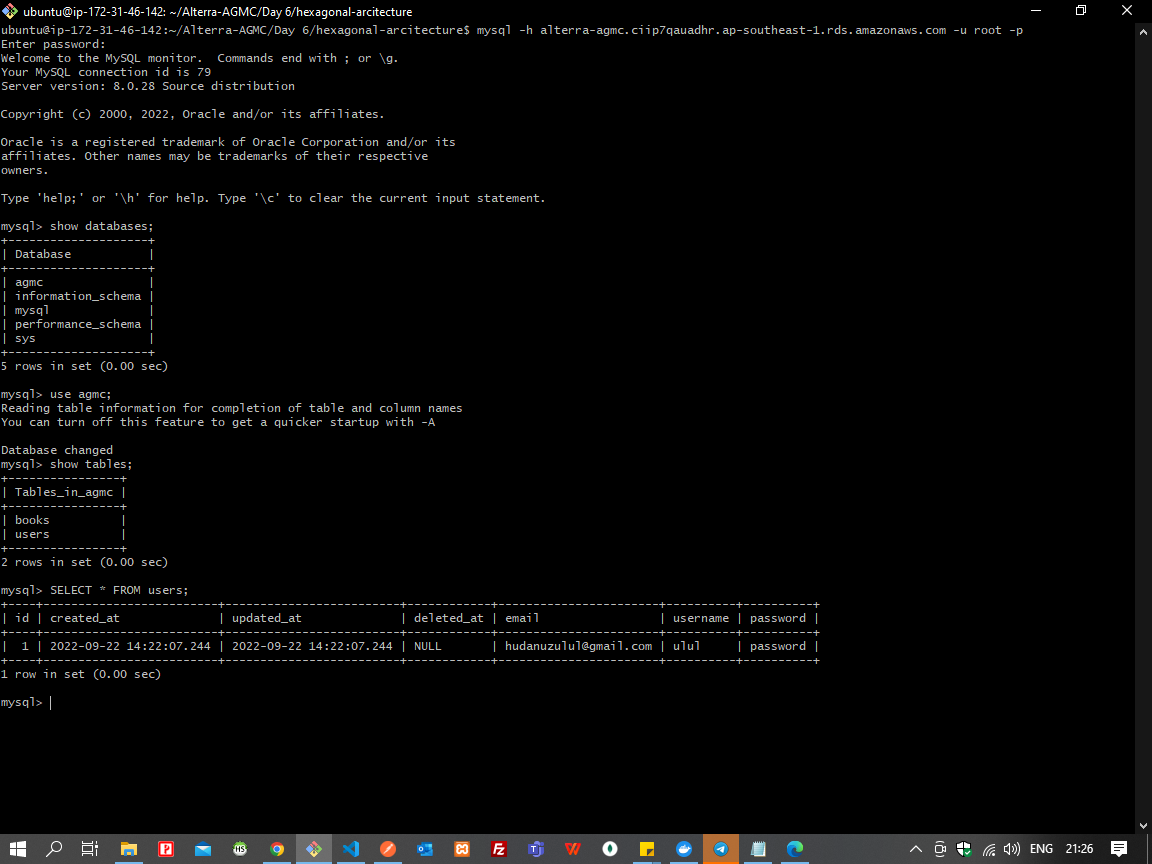 ubuntu@ip-172-31-46-142: ~/Alterra-AGMC/Day 6/hexagonal-arcitecture
ubuntu@ip-172-31-46-142:~/Alterra-AGMC/Day 6/hexagonal-arcitecture$ mysql -h alterra-agmc.ciip7qauadhr.ap-southeast-1.rds.amazonaws.com -u root -p
Enter password:
Welcome to the MySQL monitor.  Commands end with ; or \g.
Your MySQL connection id is 79
Server version: 8.0.28 Source distribution

Copyright (c) 2000, 2022, Oracle and/or its affiliates.

Oracle is a registered trademark of Oracle Corporation and/or its
affiliates. Other names may be trademarks of their respective
owners.

Type 'help;' or '\h' for help. Type '\c' to clear the current input statement.

mysql> show databases;
+--------------------+
| Database           |
+--------------------+
| agmc               |
| information_schema |
| mysql              |
| performance_schema |
| sys                |
+--------------------+
5 rows in set (0.00 sec)

mysql> use agmc;
Reading table information for completion of table and column names
You can turn off this feature to get a quicker startup with -A

Database changed
mysql> show tables;
+----------------+
| Tables_in_agmc |
+----------------+
| books          |
| users          |
+----------------+
2 rows in set (0.00 sec)

mysql> SELECT * FROM users;
+----+-------------------------+-------------------------+------------+-----------------------+----------+----------+
| id | created_at              | updated_at              | deleted_at | email                 | username | password |
+----+-------------------------+-------------------------+------------+-----------------------+----------+----------+
|  1 | 2022-09-22 14:22:07.244 | 2022-09-22 14:22:07.244 | NULL       | hudanuzulul@gmail.com | ulul     | password |
+----+-------------------------+-------------------------+------------+-----------------------+----------+----------+
1 row in set (0.00 sec)

mysql>
ENG 21:26